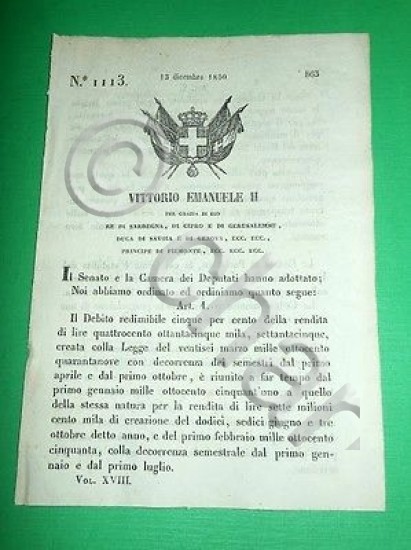 N.º 1113.
13 dicembre 1850
863
VITTORIO EMANUELE II
PER GRAZIA DI DIO
RE DI SARDEGNA, DI CIPRO E DI GERUSALEMME,
DUCA DI SAVOIA E DI GENOVA, ECC. ECC.,
PRINCIPE DI PIEMONTE, ECC. ECC. ECC.
Il Senato e la Camera dei Deputati hanno adottato;
Noi abbiamo ordinato ed ordiniamo quanto segue:
Art. 1.
Il Debito redimibile cinque per cento della rendita
di lire quattrocento ottantacinque mila, settantacinque,
creata colla Legge del ventisei marzo mille ottocento
quarantanove con decorrenza dei semestri dal primo
aprile e dal primo ottobre, è riunito a far tempo dal
primo gennaio mille ottocento cinquant'uno a quello
della stessa natura per la rendita di lire sette milioni
cento mila di creazione del dodici, sedici giugno e tre
ottobre detto anno, e del primo febbraio mille ottocento
cinquanta, colla decorrenza semestrale dal primo gen-
naio e dal primo luglio.
Vol. XVIII.